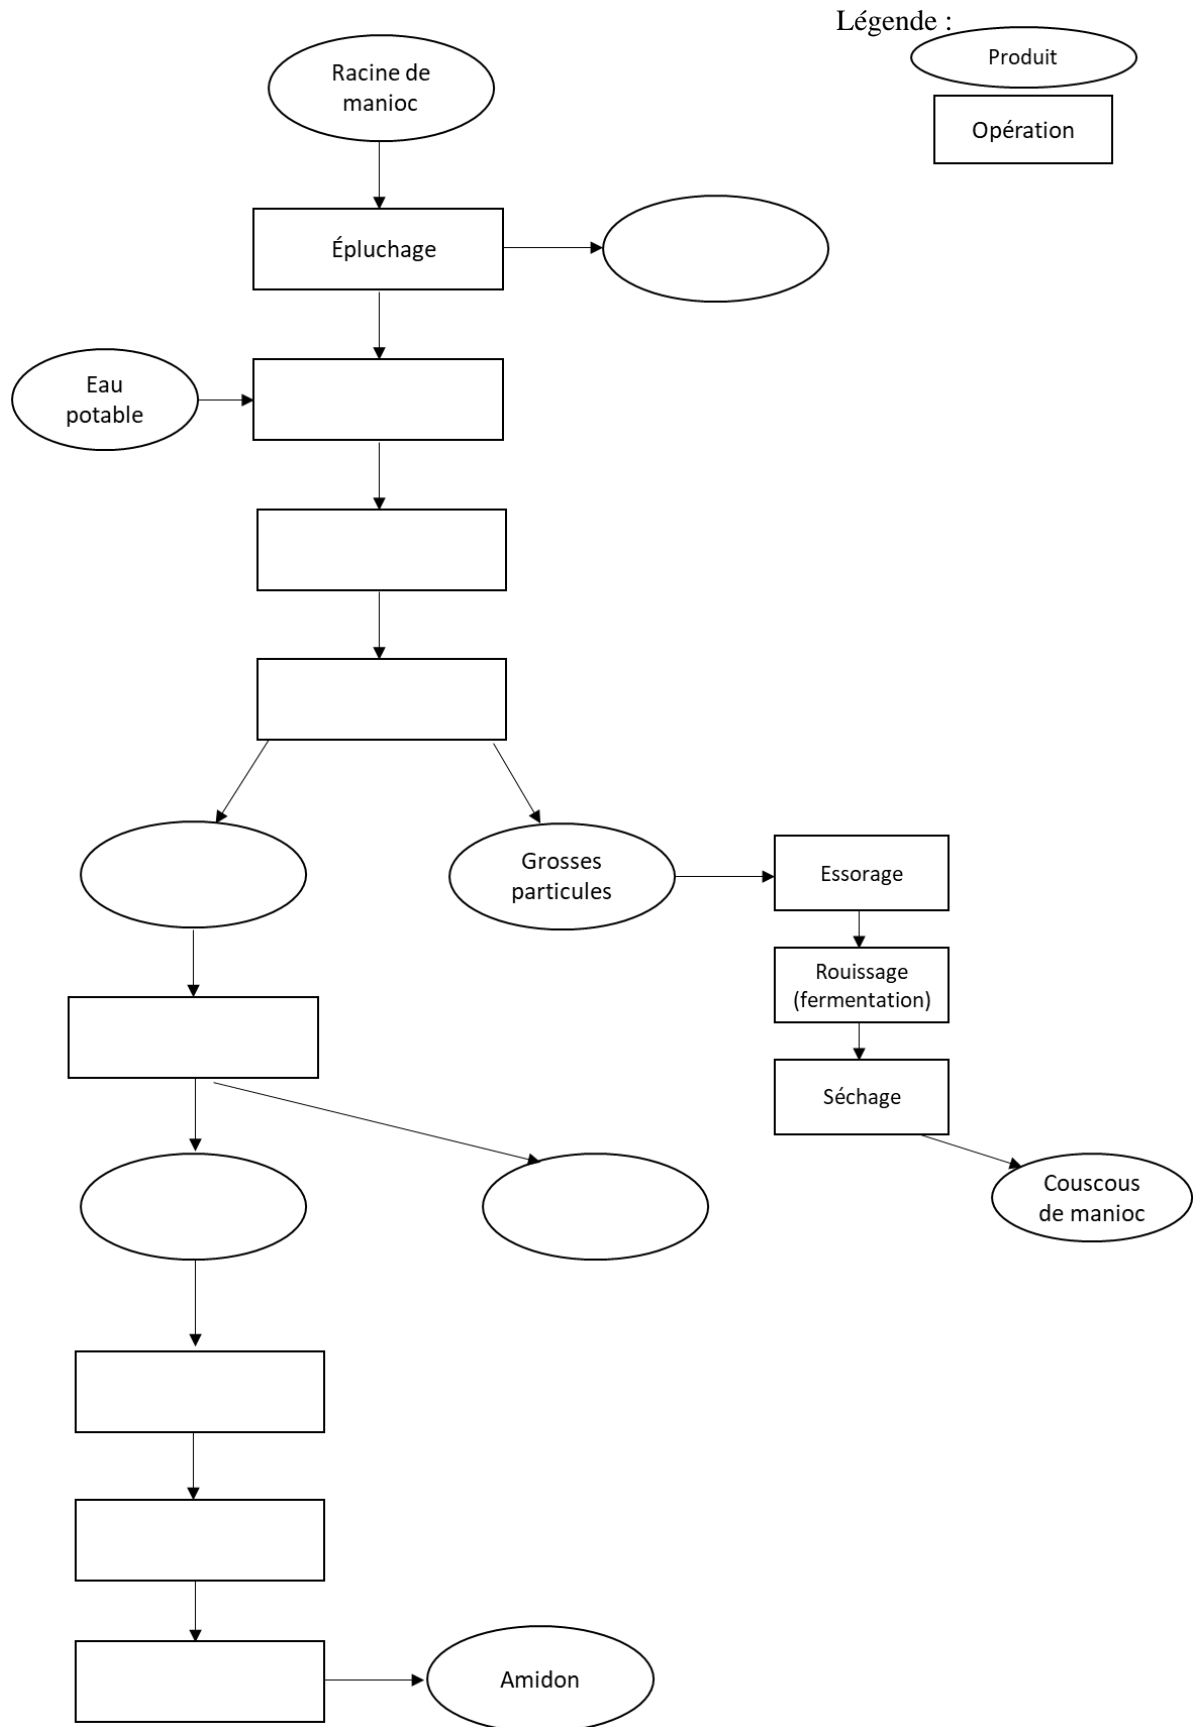 Légende :
Produit
Opération
Racine de
manioc
Épluchage
Eau
potable
Grosses
particules
Essorage
Rouissage
(fermentation)
Séchage
Couscous
de manioc
Amidon